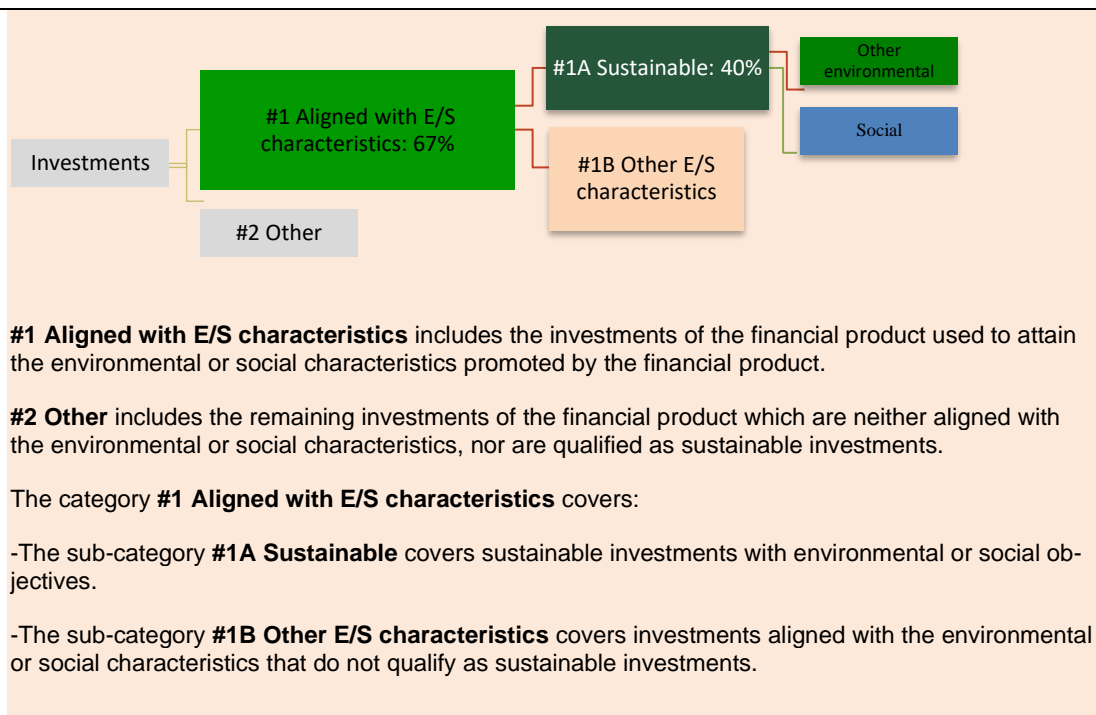 Investments
#1 Aligned with E/S
characteristics: 67%
#2 Other
#1A Sustainable: 40%
#1B Other E/S
characteristics
Other
environmental
Social
#1 Aligned with E/S characteristics includes the investments of the financial product used to attain
the environmental or social characteristics promoted by the financial product.
#2 Other includes the remaining investments of the financial product which are neither aligned with
the environmental or social characteristics, nor are qualified as sustainable investments.
The category #1 Aligned with E/S characteristics covers:
-The sub-category #1A Sustainable covers sustainable investments with environmental or social ob-
jectives.
-The sub-category #1B Other E/S characteristics covers investments aligned with the environmental
or social characteristics that do not qualify as sustainable investments.